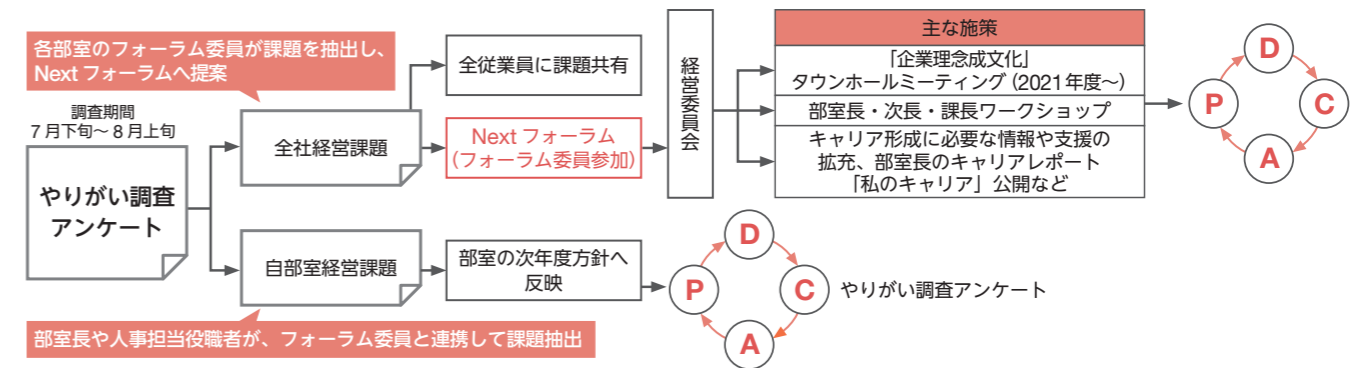 各部室のフォーラム委員が課題を抽出し、
Next フォーラムへ提案
調査期間
7月下旬～8月上旬
やりがい調査
アンケート
全社経営課題
全従業員に課題共有
Next フォーラム
(フォーラム委員参加)
経営委員会
主な施策
「企業理念成文化」
タウンホールミーティング (2021年度～)
部室長・次長・課長ワークショップ
キャリア形成に必要な情報や支援の
拡充、部室長のキャリアレポート
「私のキャリア」公開など
D
P
C
A
自部室経営課題
部室の次年度方針へ
反映
D
P
C
A
やりがい調査アンケート
部室長や人事担当役職者が、フォーラム委員と連携して課題抽出